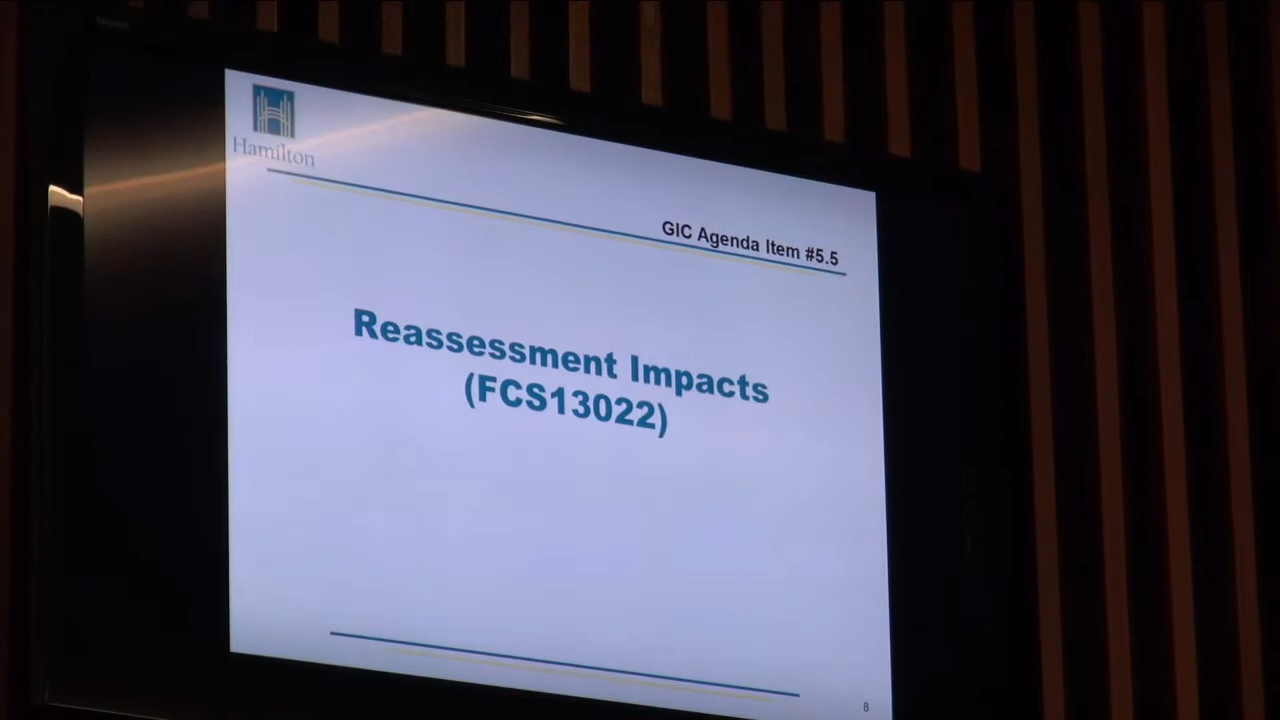 Hamilton
GIC Agenda Item #5.5
Reassessment Impacts
(FCS13022)
8